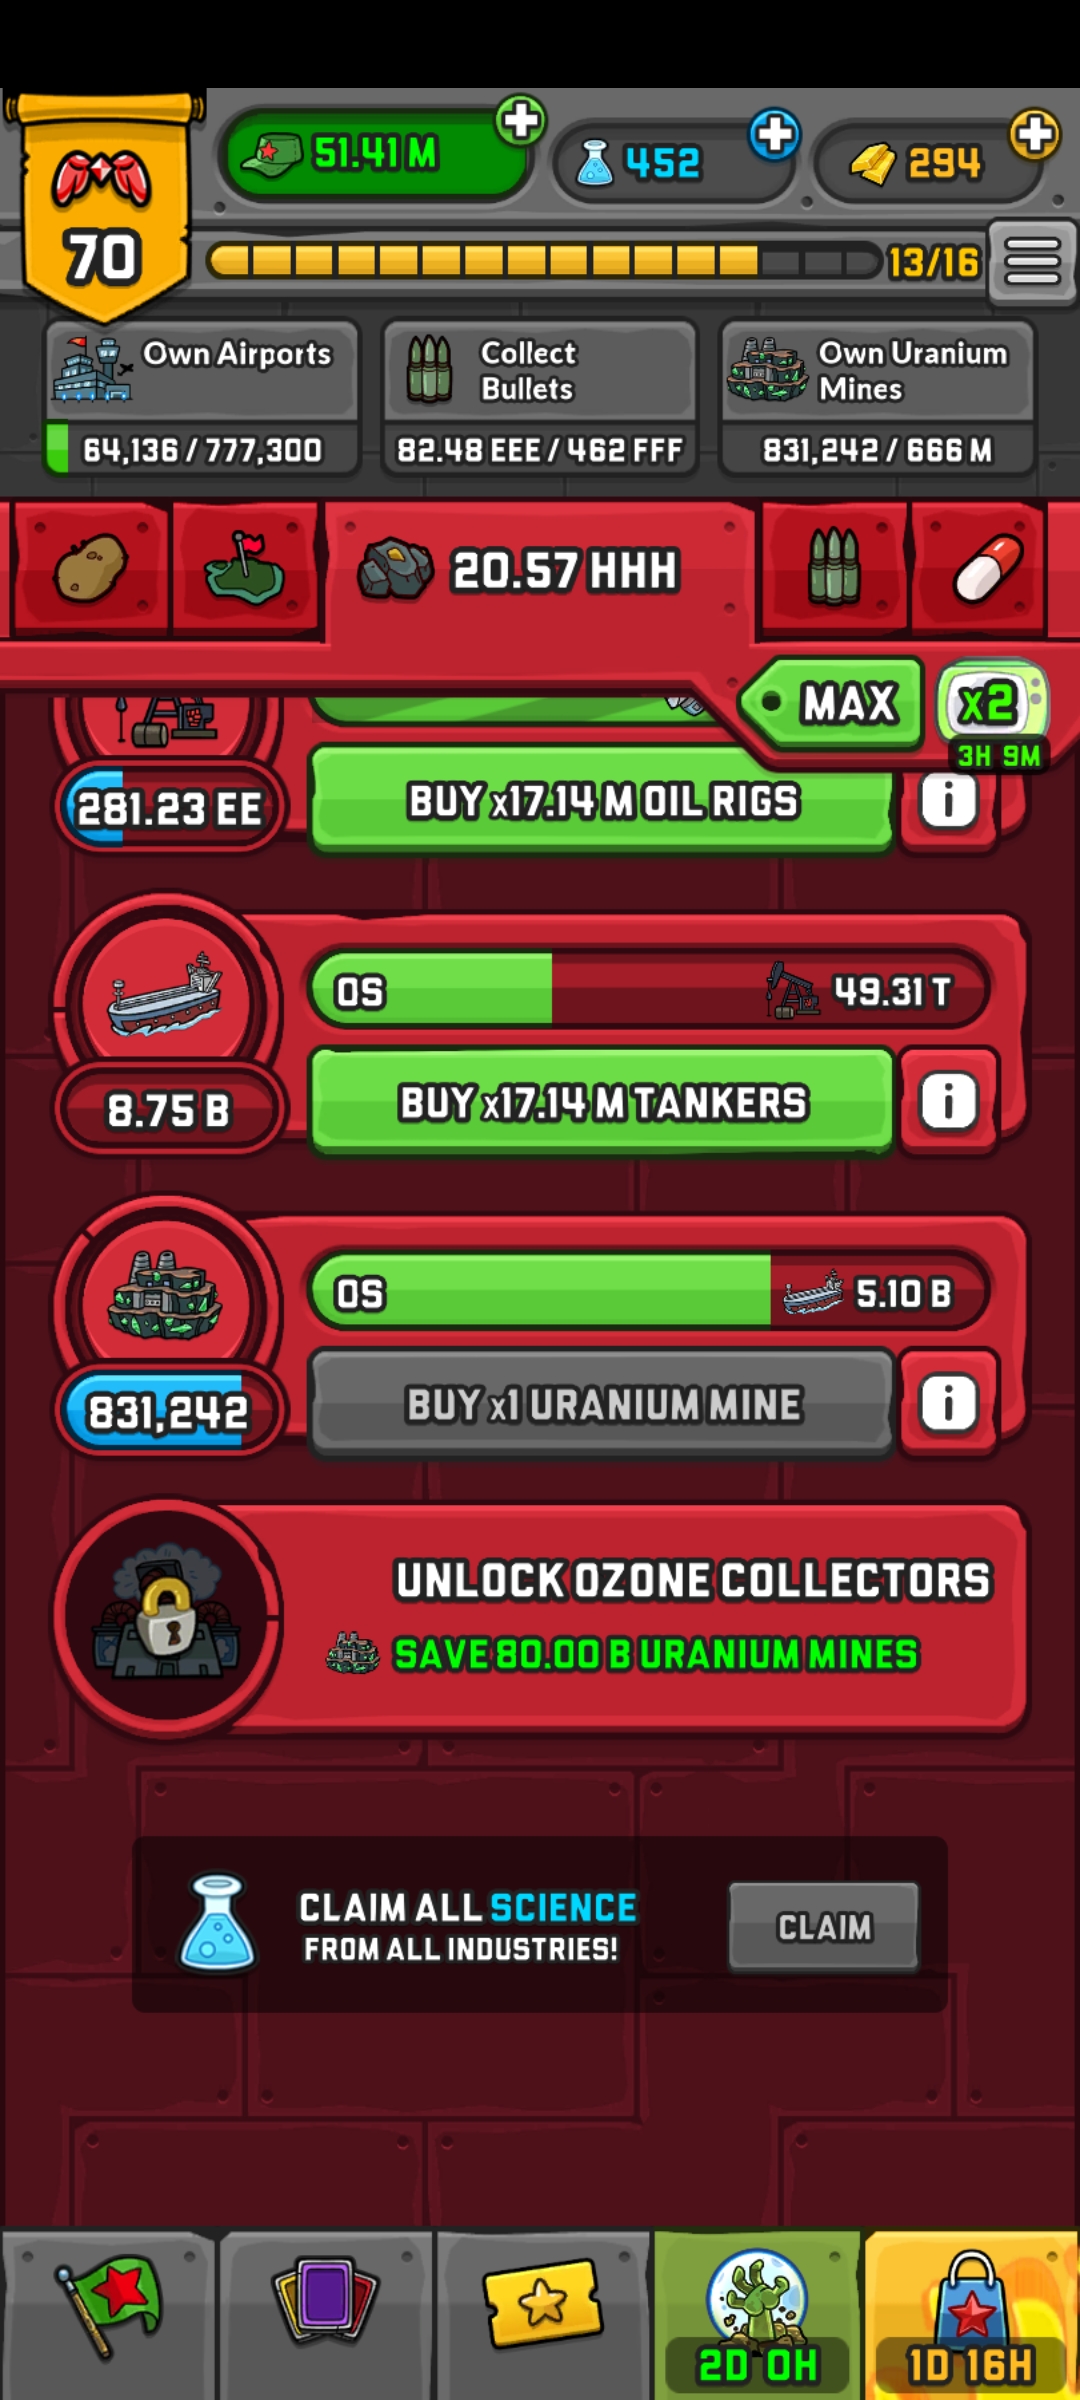 51.41 M
452
294
70
13/16
Own Airports
64,136 / 777,300
Collect
Bullets
82.48 EEE / 462 FFF
Own Uranium
Mines
831,242 / 666 M
20.57 HHH
MAX
x2
3H 9M
281.23 EE
BUY x17.14 M OIL RIGS
i
0S
49.31 T
8.75 B
BUY x17.14 M TANKERS
i
0S
5.10 B
831,242
BUY x1 URANIUM MINE
i
UNLOCK OZONE COLLECTORS
SAVE 80.00 B URANIUM MINES
CLAIM ALL SCIENCE
FROM ALL INDUSTRIES!
CLAIM
2D 0H
1D 16H